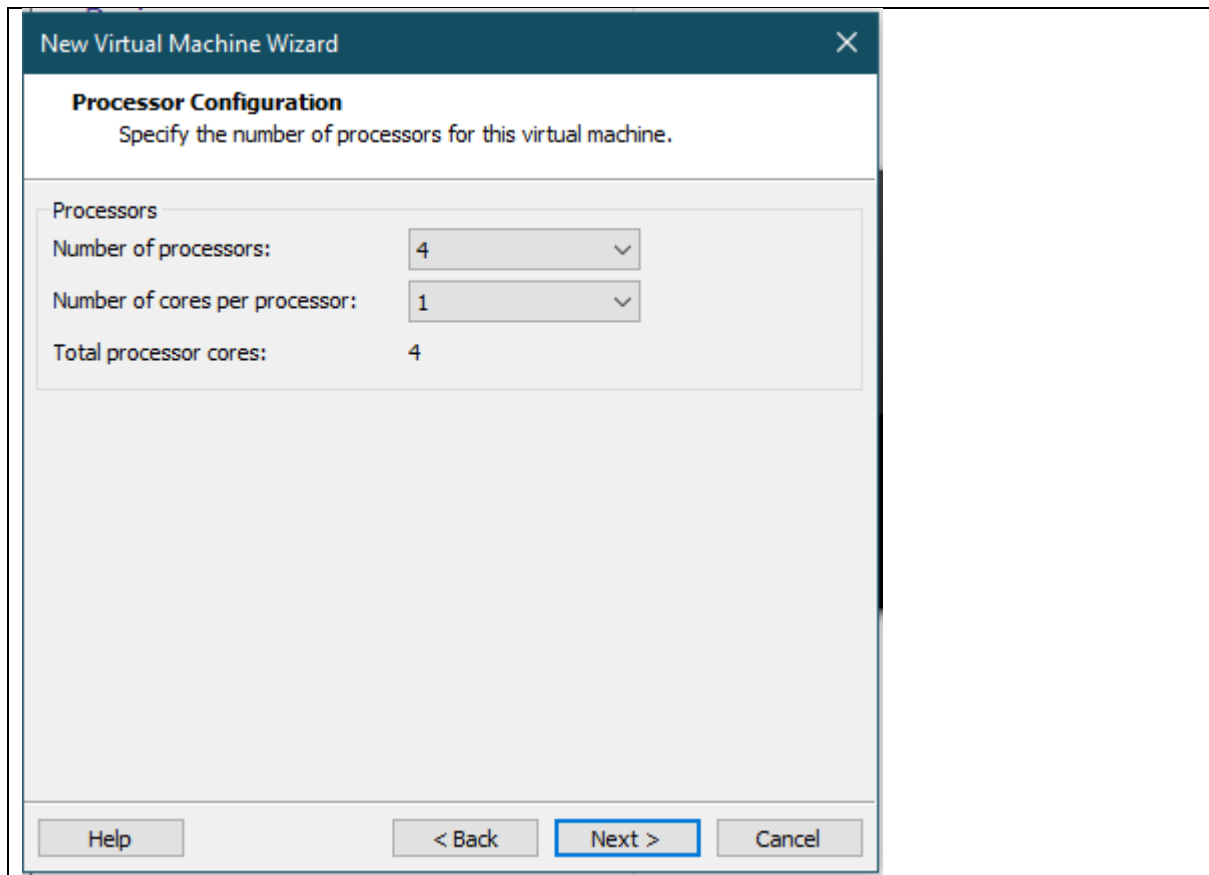 New Virtual Machine Wizard
Processor Configuration
Specify the number of processors for this virtual machine.
Processors
Number of processors: 4
Number of cores per processor: 1
Total processor cores: 4
Help < Back Next > Cancel